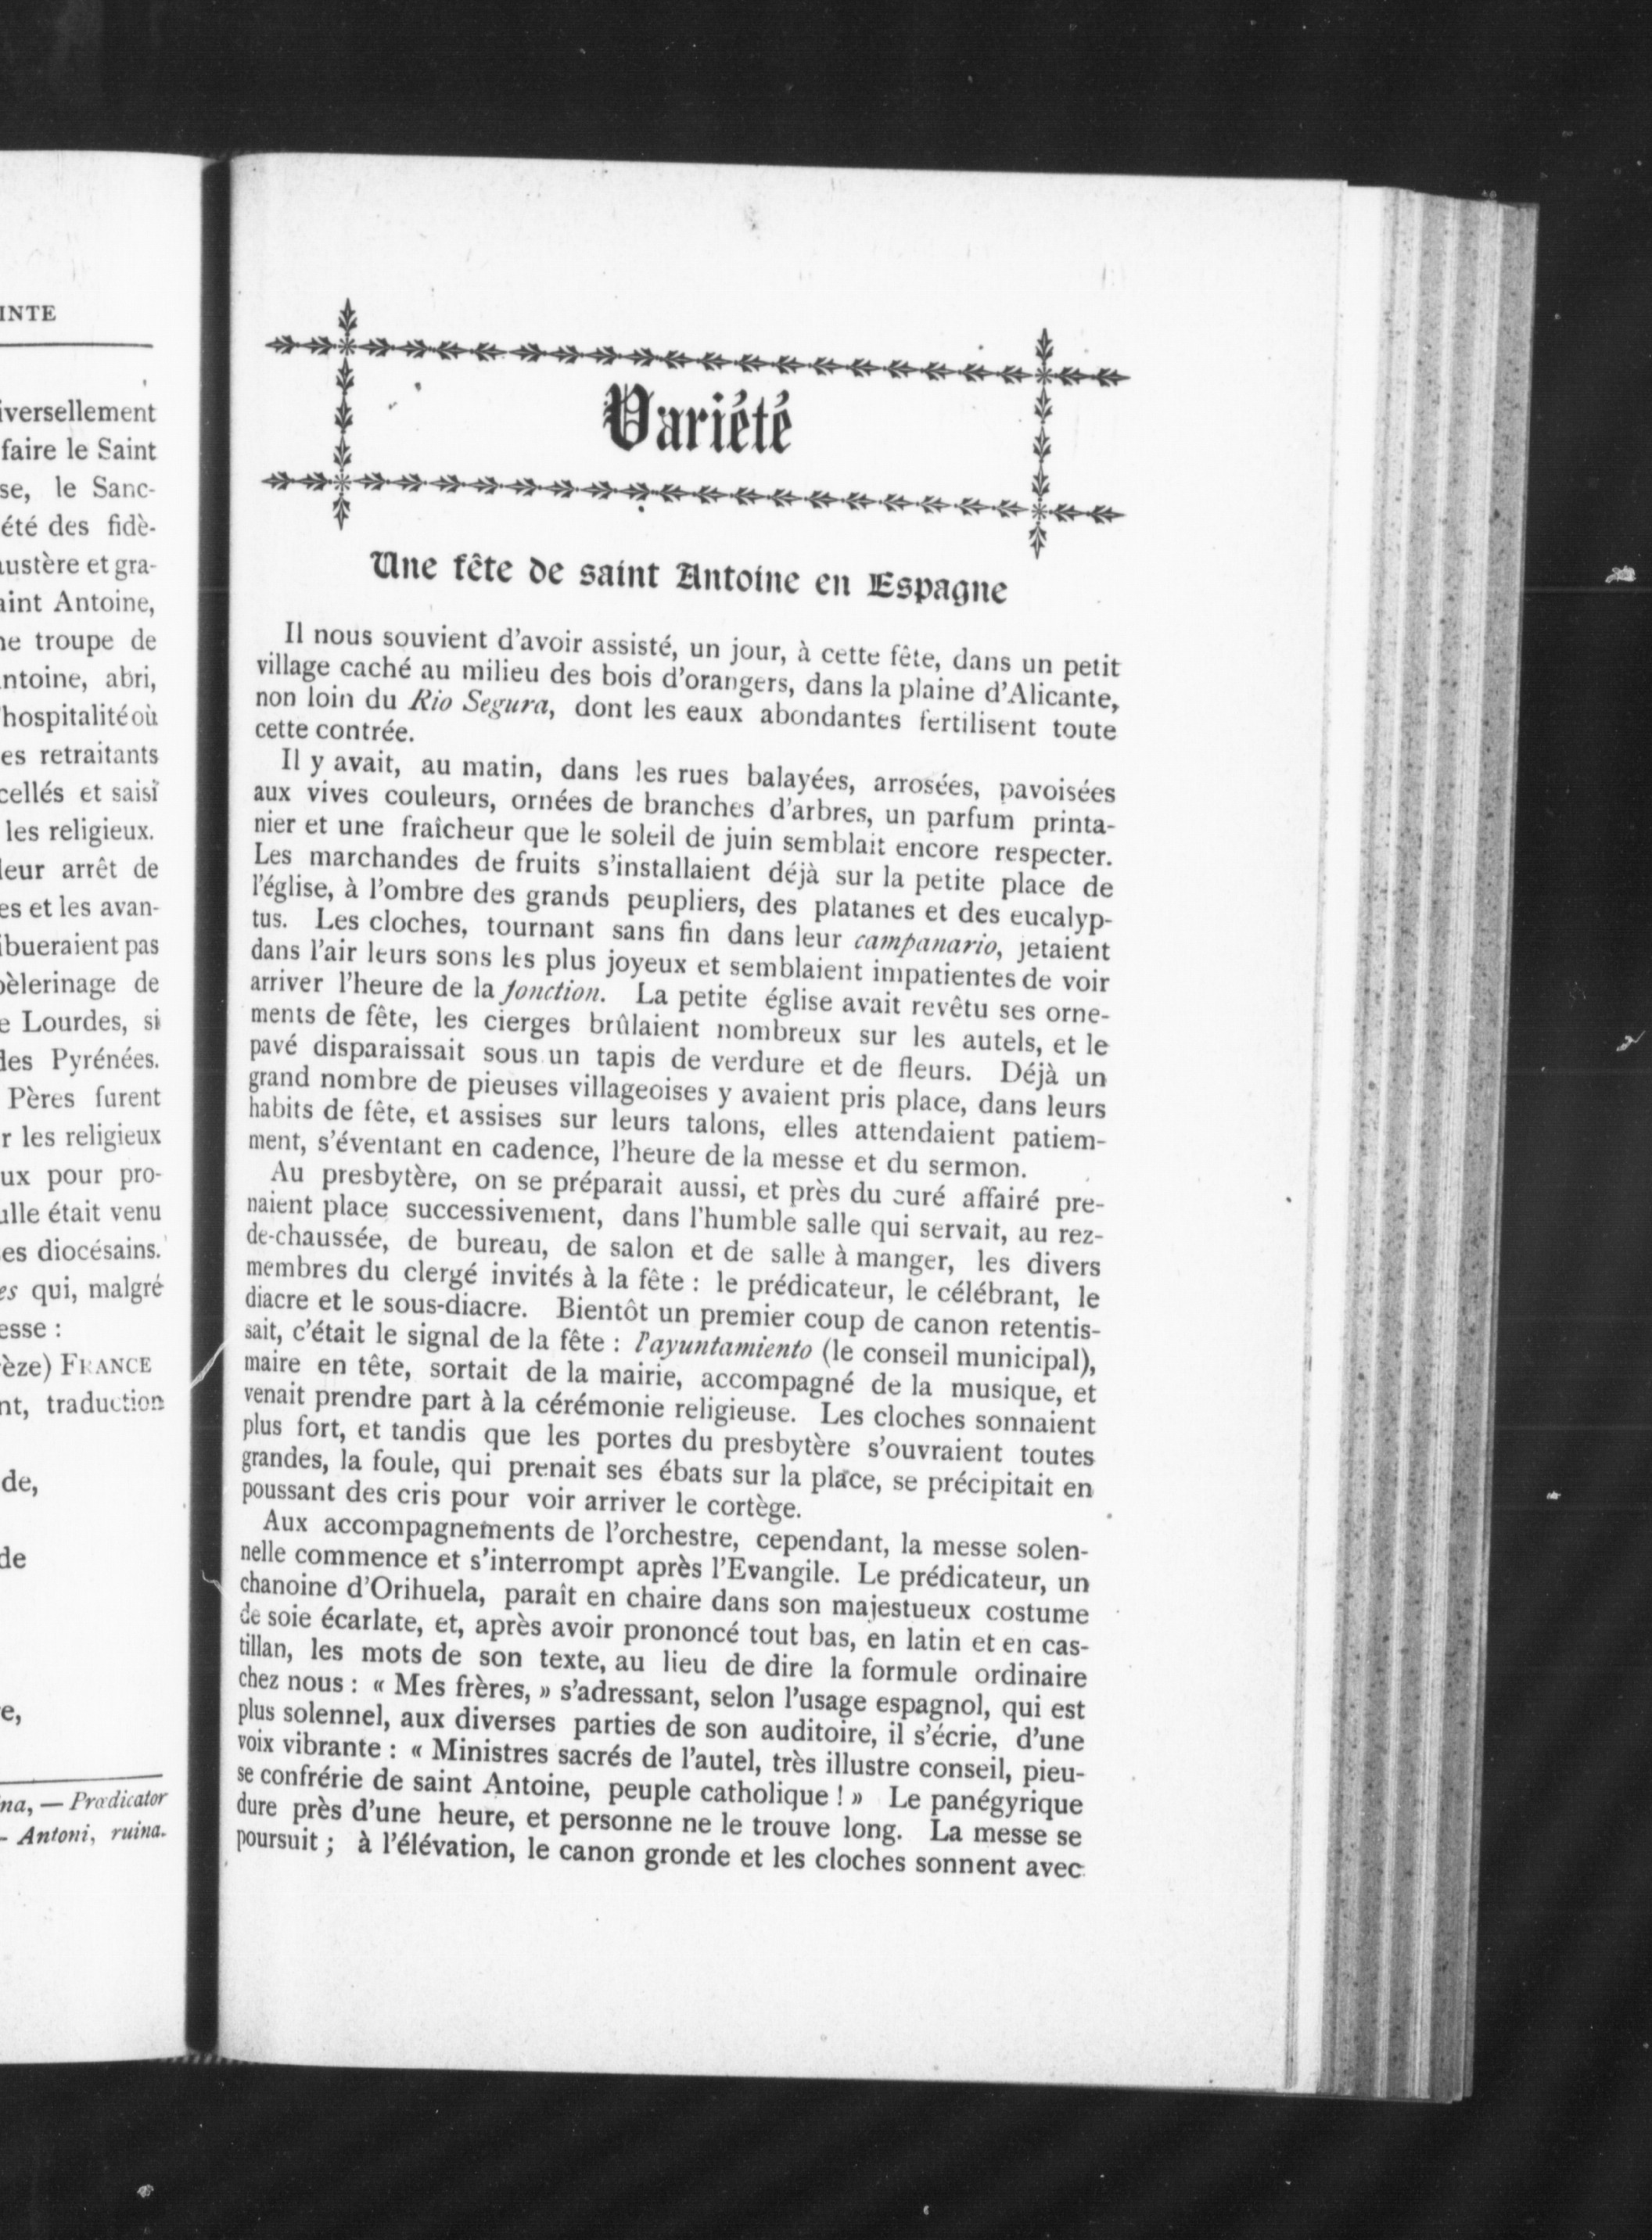 INTE
iversellement
faire le Saint
se, le Sanc-
été des fidè-
austère et gra-
aint Antoine,
ne troupe de
ntoine, abri,
'hospitalité où
es retraitants
cellés et saisi
les religieux.
leur arrêt de
es et les avan-
ibueraient pas
pèlerinage de
e Lourdes, si
des Pyrénées.
Pères furent
r les religieux
ux pour pro-
ulle était venu
es diocésains.
es qui, malgré
esse :
èze) FRANCE
nt, traduction
de,
de
e,
na, — Prædicator
- Antoni, ruina.
Variété
Une fête de saint Antoine en Espagne
Il nous souvient d'avoir assisté, un jour, à cette fête, dans un petit
village caché au milieu des bois d'orangers, dans la plaine d'Alicante,
non loin du Rio Segura, dont les eaux abondantes fertilisent toute
cette contrée.
Il y avait, au matin, dans les rues balayées, arrosées, pavoisées
aux vives couleurs, ornées de branches d'arbres, un parfum printa-
nier et une fraîcheur que le soleil de juin semblait encore respecter.
Les marchandes de fruits s'installaient déjà sur la petite place de
l'église, à l'ombre des grands peupliers, des platanes et des eucalyp-
tus. Les cloches, tournant sans fin dans leur campanario, jetaient
dans l'air leurs sons les plus joyeux et semblaient impatientes de voir
arriver l'heure de la fonction. La petite église avait revêtu ses orne-
ments de fête, les cierges brûlaient nombreux sur les autels, et le
pavé disparaissait sous un tapis de verdure et de fleurs. Déjà un
grand nombre de pieuses villageoises y avaient pris place, dans leurs
habits de fête, et assises sur leurs talons, elles attendaient patiem-
ment, s'éventant en cadence, l'heure de la messe et du sermon.
Au presbytère, on se préparait aussi, et près du curé affairé pre-
naient place successivement, dans l'humble salle qui servait, au rez-
de-chaussée, de bureau, de salon et de salle à manger, les divers
membres du clergé invités à la fête : le prédicateur, le célébrant, le
diacre et le sous-diacre. Bientôt un premier coup de canon retentis-
sait, c'était le signal de la fête : l'ayuntamiento (le conseil municipal),
maire en tête, sortait de la mairie, accompagné de la musique, et
venait prendre part à la cérémonie religieuse. Les cloches sonnaient
plus fort, et tandis que les portes du presbytère s'ouvraient toutes
grandes, la foule, qui prenait ses ébats sur la place, se précipitait en
poussant des cris pour voir arriver le cortège.
Aux accompagnements de l'orchestre, cependant, la messe solen-
nelle commence et s'interrompt après l'Evangile. Le prédicateur, un
chanoine d'Orihuela, paraît en chaire dans son majestueux costume
de soie écarlate, et, après avoir prononcé tout bas, en latin et en cas-
tillan, les mots de son texte, au lieu de dire la formule ordinaire
chez nous : « Mes frères, » s'adressant, selon l'usage espagnol, qui est
plus solennel, aux diverses parties de son auditoire, il s'écrie, d'une
voix vibrante : « Ministres sacrés de l'autel, très illustre conseil, pieu-
se confrérie de saint Antoine, peuple catholique ! » Le panégyrique
dure près d'une heure, et personne ne le trouve long. La messe se
poursuit ; à l'élévation, le canon gronde et les cloches sonnent avec